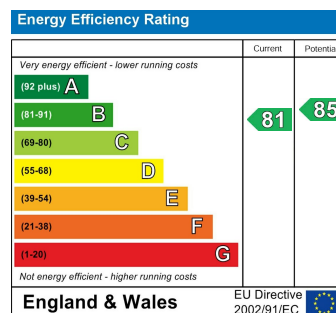 Energy Efficiency Rating
Current Potentia
Very energy efficient - lower running costs
(92 plus) A
(81-91) B
81 85
(69-80) C
(55-68) D
(39-54) E
(21-38) F
(1-20) G
Not energy efficient - higher running costs
England & Wales
EU Directive
2002/91/EC